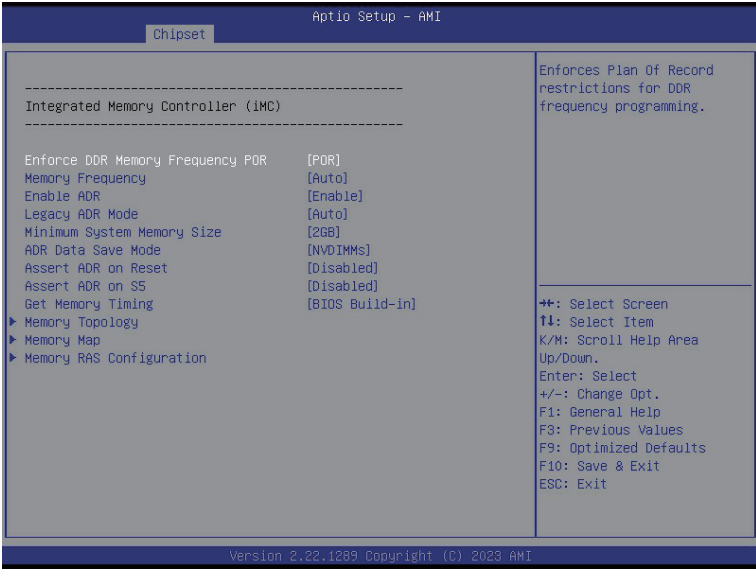 Aptio Setup – AMI
Chipset
------------------------------------------------
Integrated Memory Controller (iMC)
------------------------------------------------
Enforce DDR Memory Frequency POR [POR]
Memory Frequency [Auto]
Enable ADR [Enable]
Legacy ADR Mode [Auto]
Minimum System Memory Size [2GB]
ADR Data Save Mode [NVDIMMs]
Assert ADR on Reset [Disabled]
Assert ADR on S5 [Disabled]
Get Memory Timing [BIOS Build-in]
▶ Memory Topology
▶ Memory Map
▶ Memory RAS Configuration
Enforces Plan Of Record
restrictions for DDR
frequency programming.
→←: Select Screen
↑↓: Select Item
K/M: Scroll Help Area
Up/Down.
Enter: Select
+/-: Change Opt.
F1: General Help
F3: Previous Values
F9: Optimized Defaults
F10: Save & Exit
ESC: Exit
Version 2.22.1289 Copyright (C) 2023 AMI